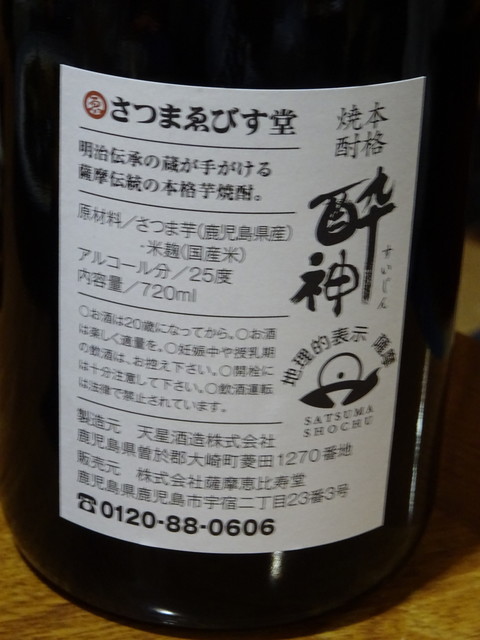 ゑ さつまゑびす堂
明治伝承の蔵が手がける
薩摩伝統の本格芋焼酎。
原材料／さつま芋(鹿児島県産)
・米麹(国産米)
アルコール分／25度
内容量／720ml
○お酒は20歳になってから。○お酒
は楽しく適量を。○妊娠中や授乳期
の飲酒は、お控え下さい。○開栓に
は十分注意して下さい。○飲酒運転
は法律で禁止されています。
製造元 天星酒造株式会社
鹿児島県曽於郡大崎町菱田1270番地
販売元 株式会社薩摩恵比寿堂
鹿児島県鹿児島市宇宿二丁目23番3号
☎0120-88-0606
本格
焼酎
酔神
すいじん
地理的表示 薩摩
SATSUMA
SHOCHU